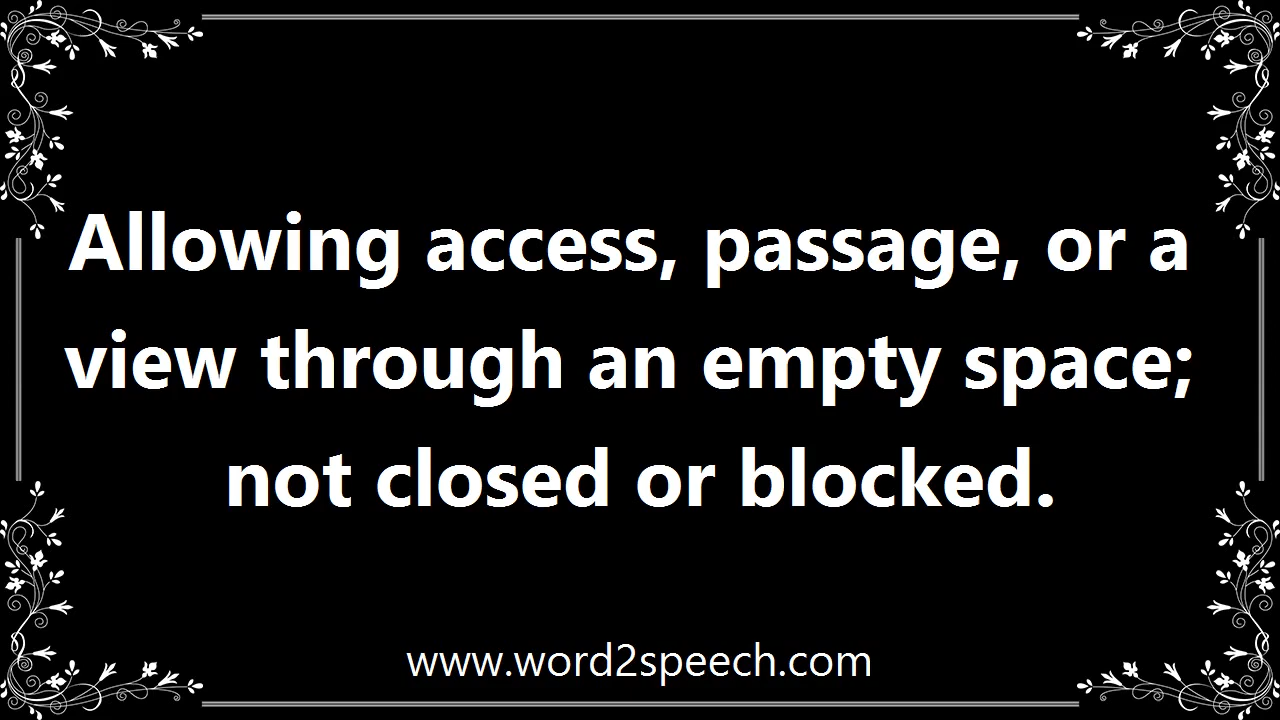 Allowing access, passage, or a
view through an empty space;
not closed or blocked.
www.word2speech.com